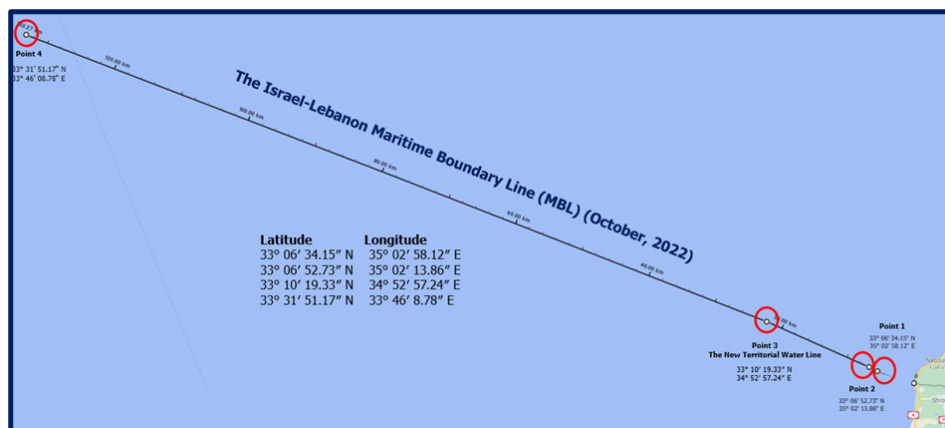 Point 4
33° 31' 51.17" N
33° 46' 08.78" E
120.00 km
100.00 km
80.00 km
60.00 km
40.00 km
The Israel-Lebanon Maritime Boundary Line (MBL) (October, 2022)
Latitude Longitude
33° 06' 34.15" N 35° 02' 58.12" E
33° 06' 52.73" N 35° 02' 13.86" E
33° 10' 19.33" N 34° 52' 57.24" E
33° 31' 51.17" N 33° 46' 8.78" E
Point 3
The New Territorial Water Line
33° 10' 19.33" N
34° 52' 57.24" E
Point 1
33° 06' 34.15" N
35° 02' 58.12" E
Point 2
33° 06' 52.73" N
35° 02' 13.86" E